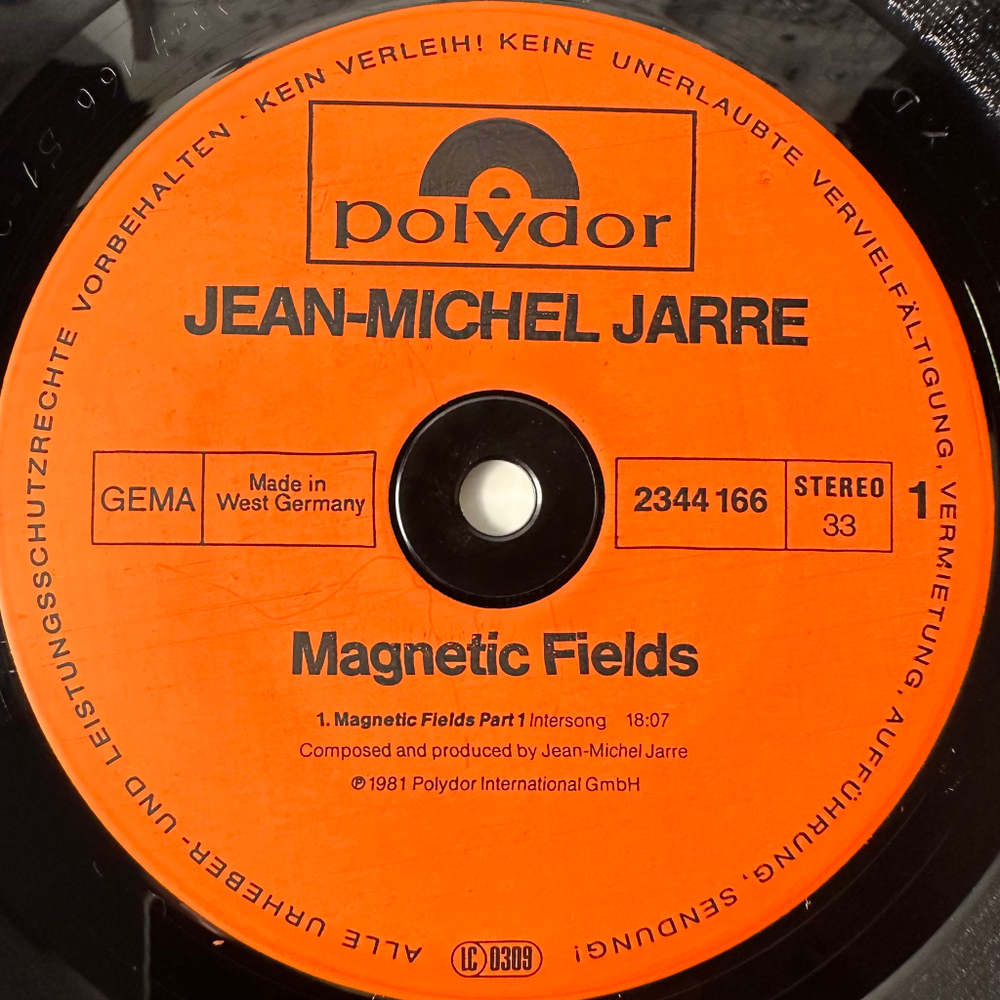 ALLE URHEBER- UND LEISTUNGSSCHUTZRECHTE VORBEHALTEN · KEIN VERLEIH! KEINE UNERLAUBTE VERVIELFÄLTIGUNG, VERMIETUNG, AUFFÜHRUNG, SENDUNG!
polydor
JEAN-MICHEL JARRE
GEMA
Made in
West Germany
2344 166
STEREO
33
1
Magnetic Fields
1. Magnetic Fields Part 1 Intersong 18:07
Composed and produced by Jean-Michel Jarre
℗ 1981 Polydor International GmbH
LC 0309